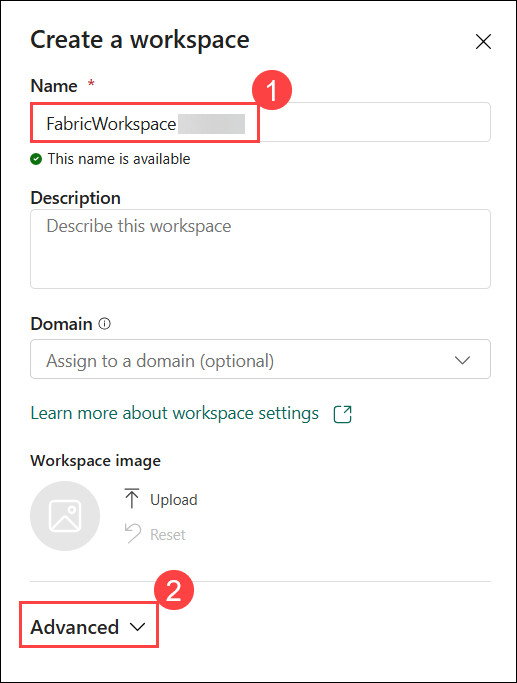 Create a workspace
Name *
1
FabricWorkspace
This name is available
Description
Describe this workspace
Domain
Assign to a domain (optional)
Learn more about workspace settings
Workspace image
Upload
Reset
2
Advanced